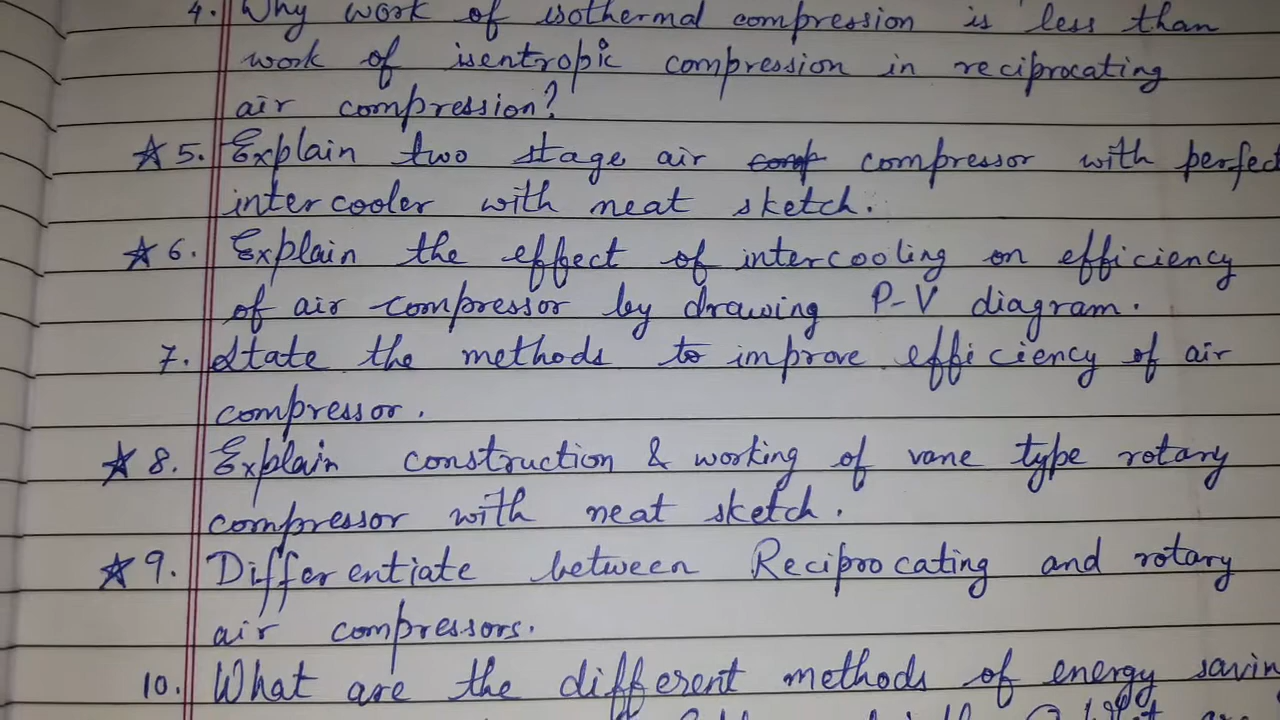 4. Why work of isothermal compression is less than
work of isentropic compression in reciprocating
air compression?
☆ 5. Explain two stage air comp compressor with perfect
intercooler with neat sketch.
☆ 6. Explain the effect of intercooling on efficiency
of air compressor by drawing P-V diagram.
7. State the methods to improve efficiency of air
compressor.
☆ 8. Explain construction & working of vane type rotary
compressor with neat sketch.
☆ 9. Differentiate between Reciprocating and rotary
air compressors.
10. What are the different methods of energy savin